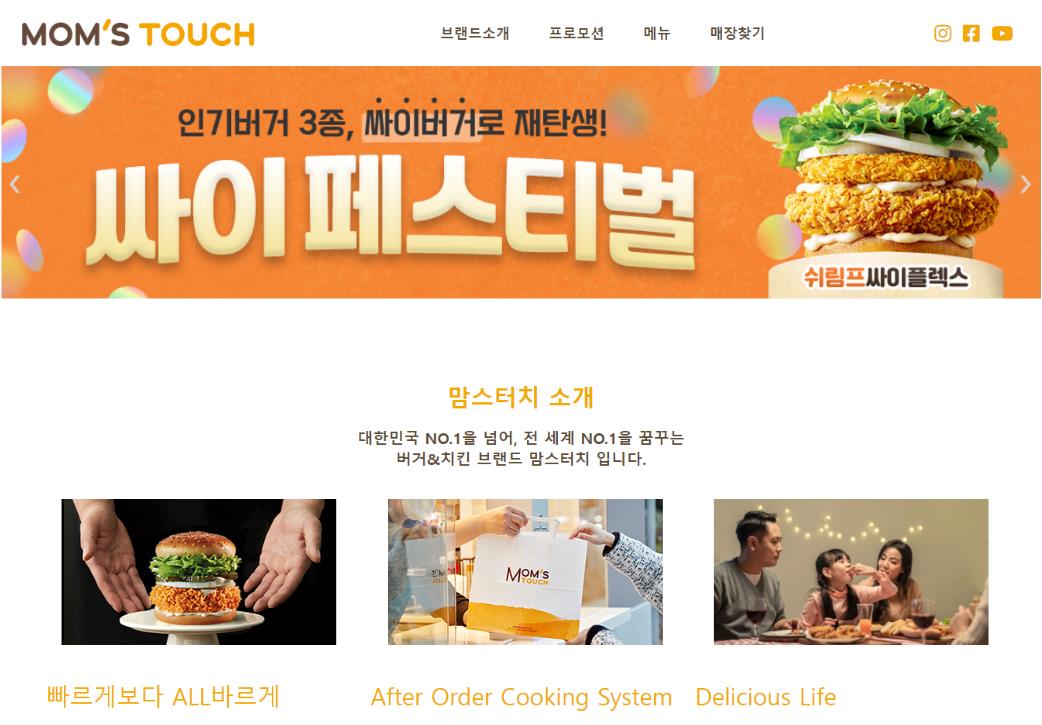 MOM'S TOUCH
브랜드소개 프로모션 메뉴 매장찾기
인기버거 3종, 싸이버거로 재탄생!
싸이 페스티벌
쉬림프싸이플렉스
맘스터치 소개
대한민국 NO.1을 넘어, 전 세계 NO.1을 꿈꾸는
버거&치킨 브랜드 맘스터치 입니다.
MOM'S
TOUCH
빠르게보다 ALL바르게
After Order Cooking System
Delicious Life